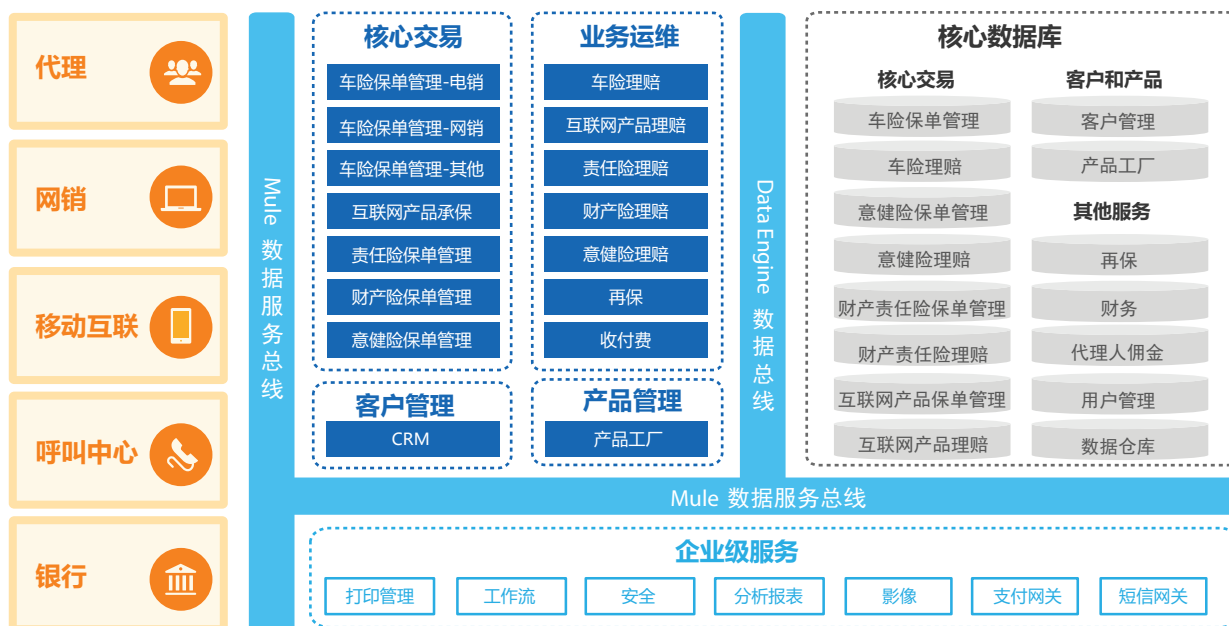 代理
网销
移动互联
呼叫中心
银行
Mule 数据服务总线
核心交易
车险保单管理-电销
车险保单管理-网销
车险保单管理-其他
互联网产品承保
责任险保单管理
财产险保单管理
意健险保单管理
业务运维
车险理赔
互联网产品理赔
责任险理赔
财产险理赔
意健险理赔
再保
收付费
客户管理
CRM
产品管理
产品工厂
Data Engine 数据总线
核心数据库
核心交易
车险保单管理
车险理赔
意健险保单管理
意健险理赔
财产责任险保单管理
财产责任险理赔
互联网产品保单管理
互联网产品理赔
客户和产品
客户管理
产品工厂
其他服务
再保
财务
代理人佣金
用户管理
数据仓库
Mule 数据服务总线
企业级服务
打印管理
工作流
安全
分析报表
影像
支付网关
短信网关